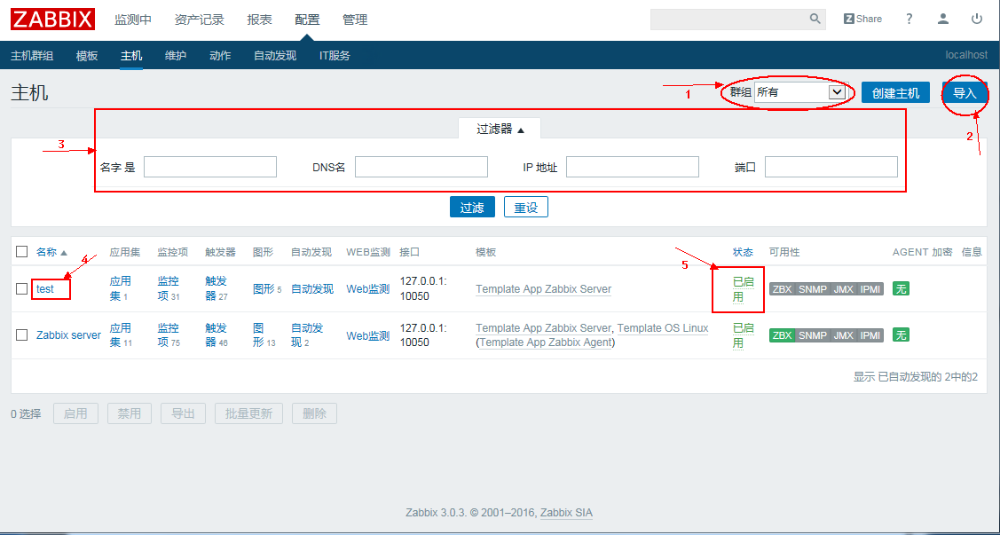 ZABBIX 监测中 资产记录 报表 配置 管理 Z Share ?
主机群组 模板 主机 维护 动作 自动发现 IT服务 localhost
主机 1 群组 所有 创建主机 导入
2
3 过滤器 ▲
名字 是 DNS名 IP 地址 端口
过滤 重设
名称 ▲ 应用集 监控项 触发器 图形 自动发现 WEB监测 接口 模板 状态 可用性 AGENT 加密 信息
4 5
test 应用集 1 监控项 31 触发器 27 图形 5 自动发现 Web监测 127.0.0.1: 10050 Template App Zabbix Server 已启用 ZBX SNMP JMX IPMI 无
Zabbix server 应用集 11 监控项 75 触发器 46 图形 13 自动发现 2 Web监测 127.0.0.1: 10050 Template App Zabbix Server, Template OS Linux (Template App Zabbix Agent) 已启用 ZBX SNMP JMX IPMI 无
显示 已自动发现的 2中的2
0 选择 启用 禁用 导出 批量更新 删除
Zabbix 3.0.3. © 2001–2016, Zabbix SIA